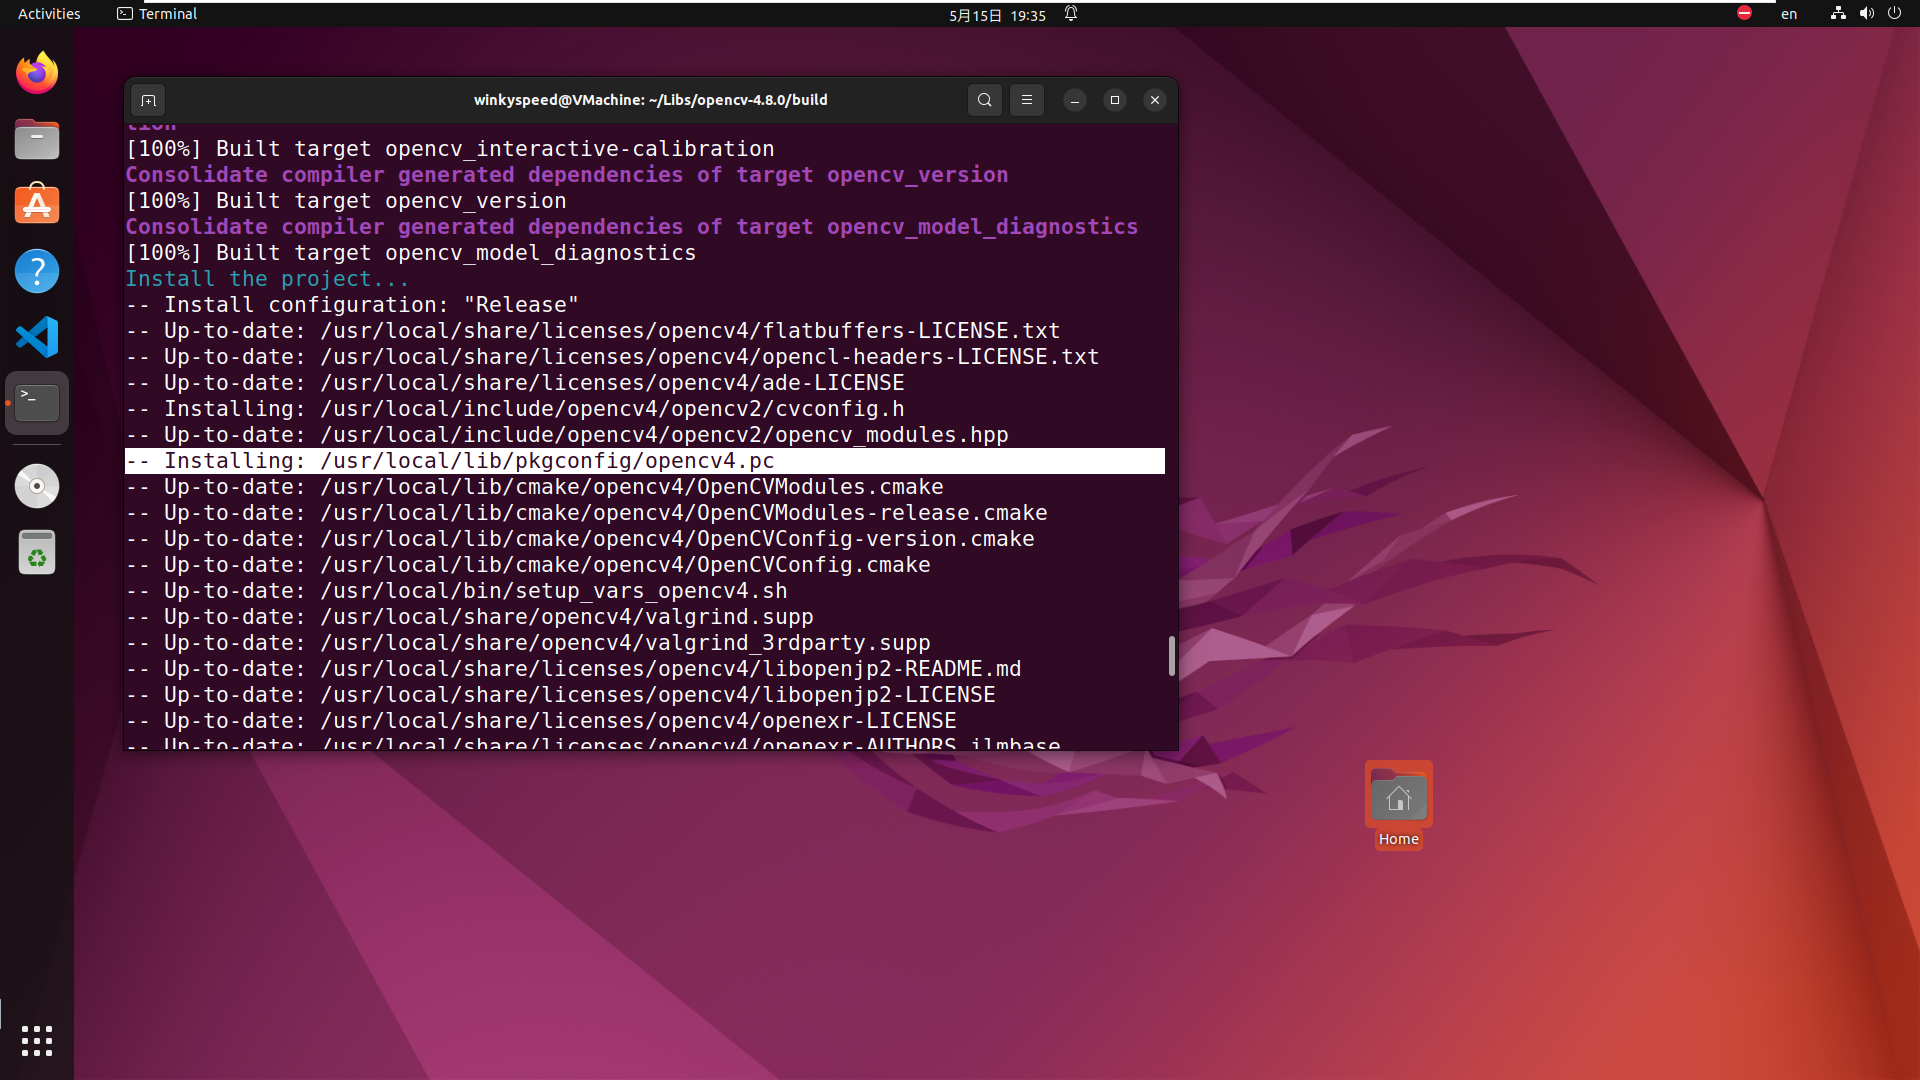 Activities
Terminal
5月15日 19:35
en
winkyspeed@VMachine: ~/Libs/opencv-4.8.0/build
tion
[100%] Built target opencv_interactive-calibration
Consolidate compiler generated dependencies of target opencv_version
[100%] Built target opencv_version
Consolidate compiler generated dependencies of target opencv_model_diagnostics
[100%] Built target opencv_model_diagnostics
Install the project...
-- Install configuration: "Release"
-- Up-to-date: /usr/local/share/licenses/opencv4/flatbuffers-LICENSE.txt
-- Up-to-date: /usr/local/share/licenses/opencv4/opencl-headers-LICENSE.txt
-- Up-to-date: /usr/local/share/licenses/opencv4/ade-LICENSE
-- Installing: /usr/local/include/opencv4/opencv2/cvconfig.h
-- Up-to-date: /usr/local/include/opencv4/opencv2/opencv_modules.hpp
-- Installing: /usr/local/lib/pkgconfig/opencv4.pc
-- Up-to-date: /usr/local/lib/cmake/opencv4/OpenCVModules.cmake
-- Up-to-date: /usr/local/lib/cmake/opencv4/OpenCVModules-release.cmake
-- Up-to-date: /usr/local/lib/cmake/opencv4/OpenCVConfig-version.cmake
-- Up-to-date: /usr/local/lib/cmake/opencv4/OpenCVConfig.cmake
-- Up-to-date: /usr/local/bin/setup_vars_opencv4.sh
-- Up-to-date: /usr/local/share/opencv4/valgrind.supp
-- Up-to-date: /usr/local/share/opencv4/valgrind_3rdparty.supp
-- Up-to-date: /usr/local/share/licenses/opencv4/libopenjp2-README.md
-- Up-to-date: /usr/local/share/licenses/opencv4/libopenjp2-LICENSE
-- Up-to-date: /usr/local/share/licenses/opencv4/openexr-LICENSE
-- Up-to-date: /usr/local/share/licenses/opencv4/openexr-AUTHORS.ilmbase
Home